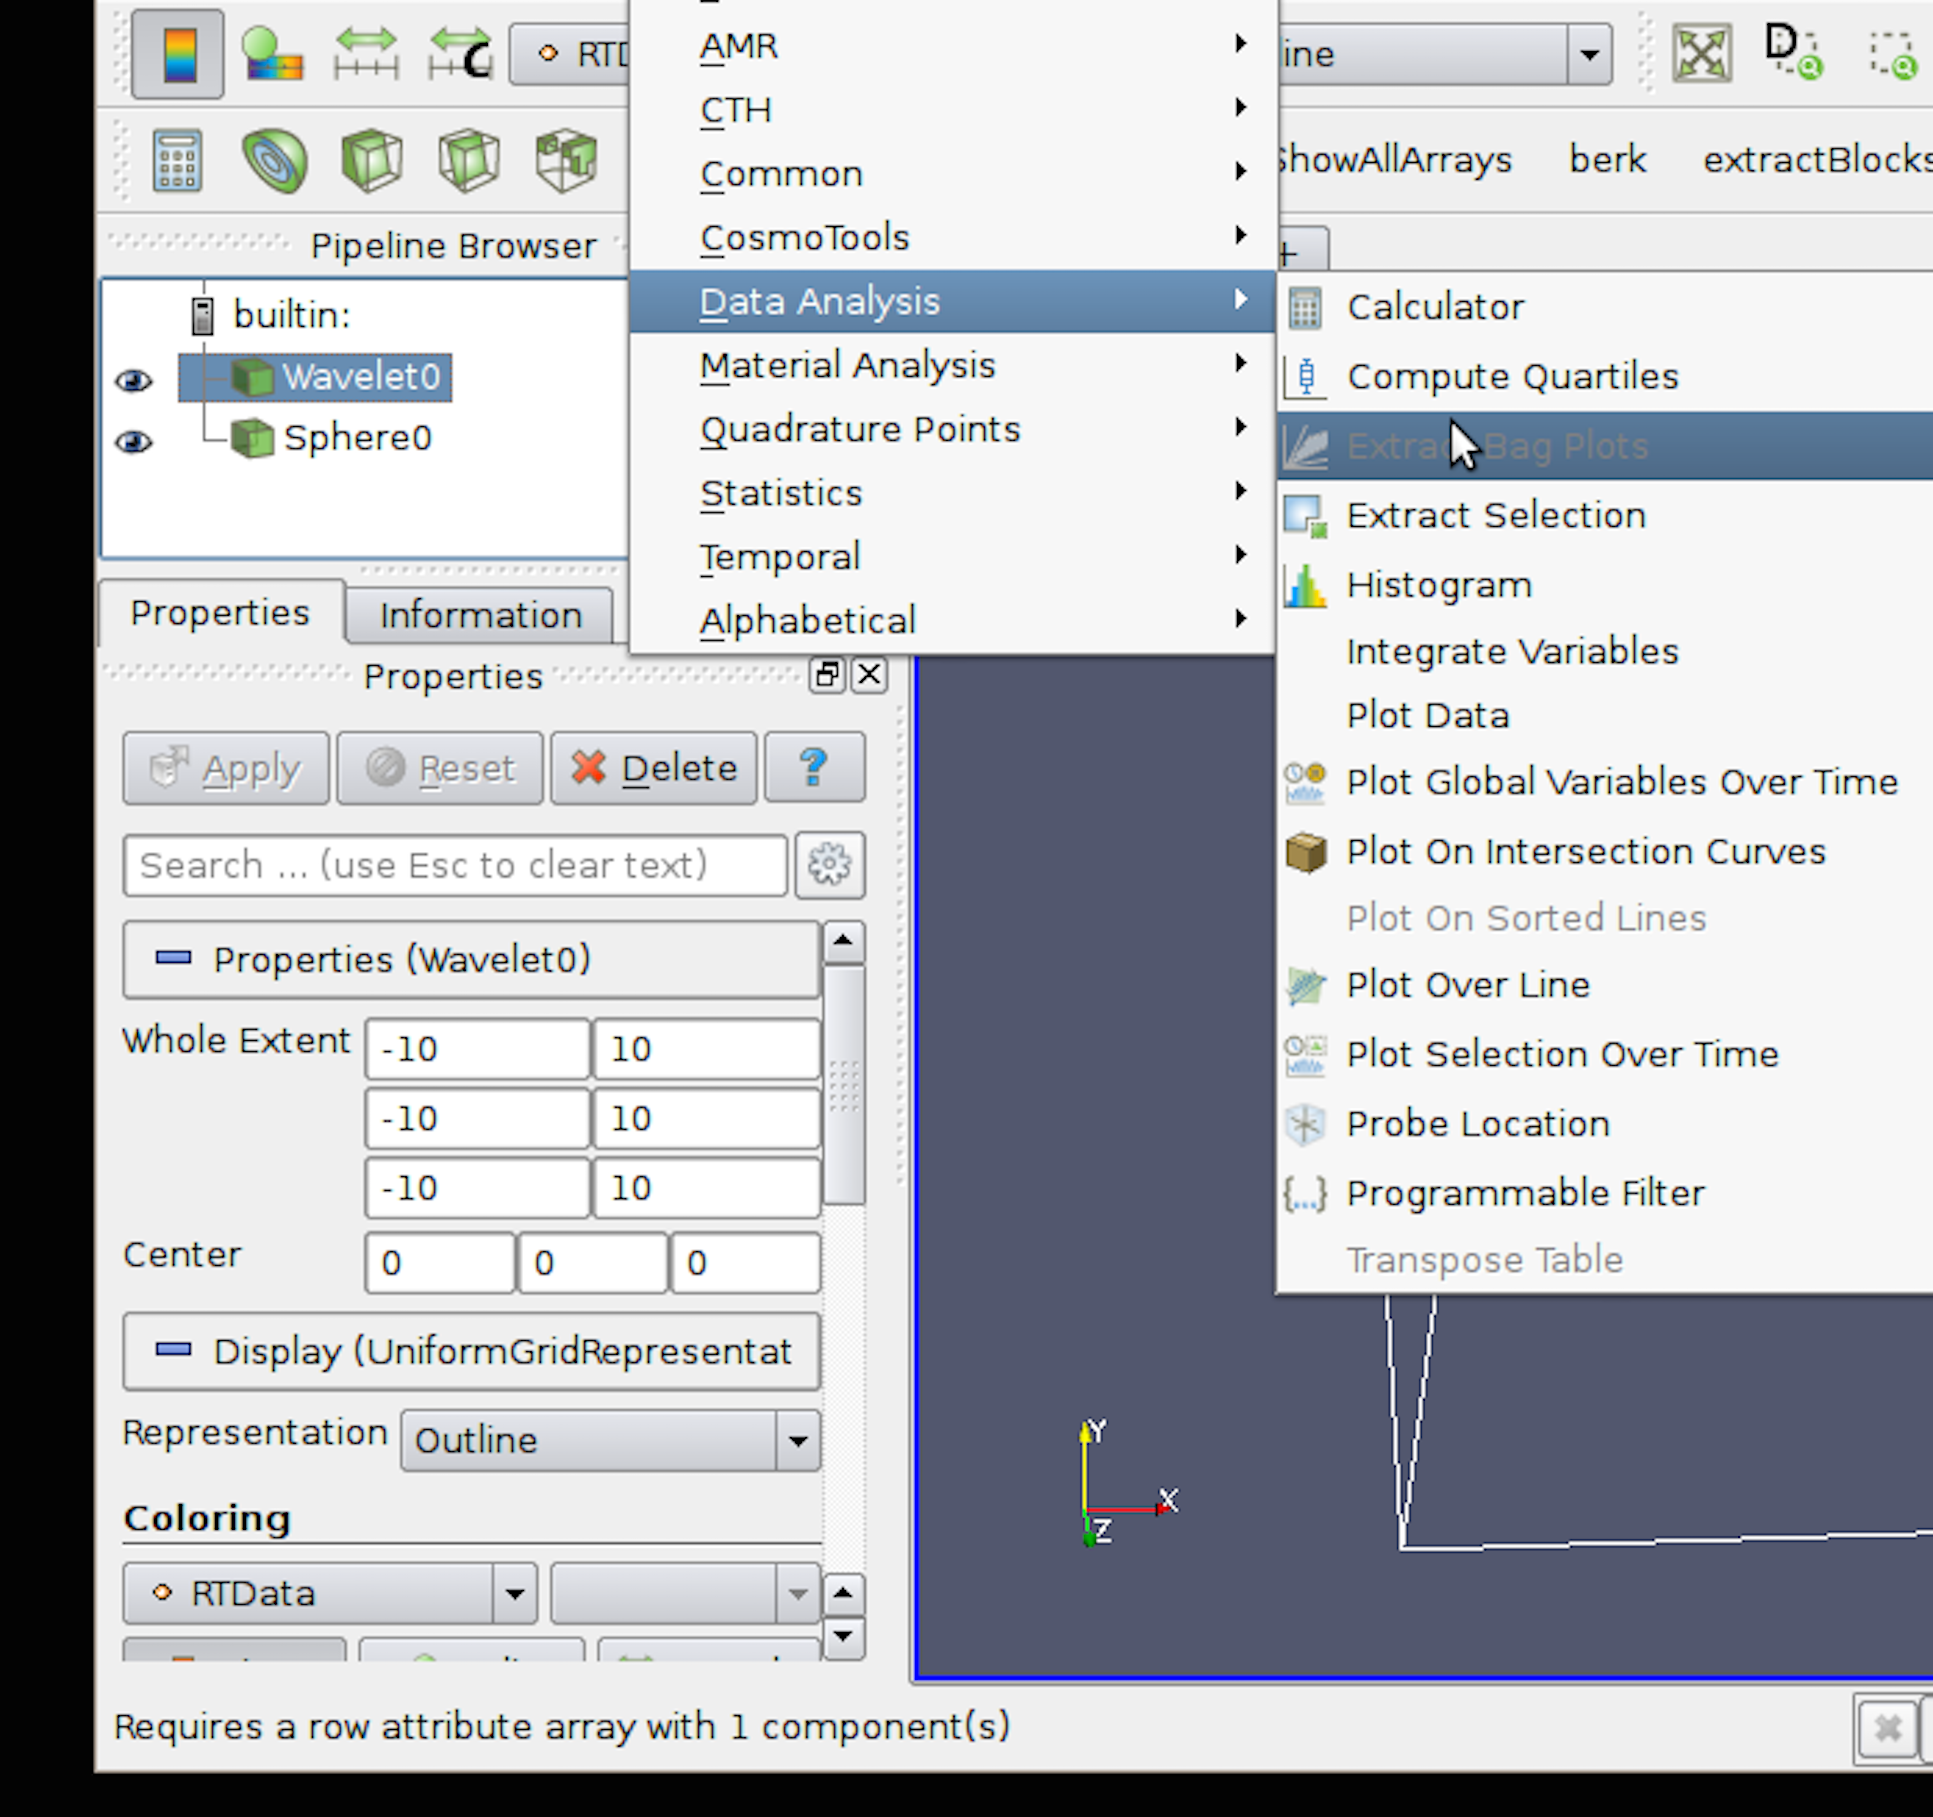 RTD
ine
D
AMR
CTH
Common
CosmoTools
Data Analysis
Material Analysis
Quadrature Points
Statistics
Temporal
Alphabetical
ShowAllArrays berk extractBlocks
+
Pipeline Browser
builtin:
Wavelet0
Sphere0
Calculator
Compute Quartiles
Extract Bag Plots
Extract Selection
Histogram
Integrate Variables
Plot Data
Plot Global Variables Over Time
Plot On Intersection Curves
Plot On Sorted Lines
Plot Over Line
Plot Selection Over Time
Probe Location
Programmable Filter
Transpose Table
Properties Information
Properties
Apply Reset Delete ?
Search ... (use Esc to clear text)
Properties (Wavelet0)
Whole Extent -10 10
-10 10
-10 10
Center 0 0 0
Display (UniformGridRepresentat
Representation Outline
Coloring
RTData
Y
X
Z
Requires a row attribute array with 1 component(s)